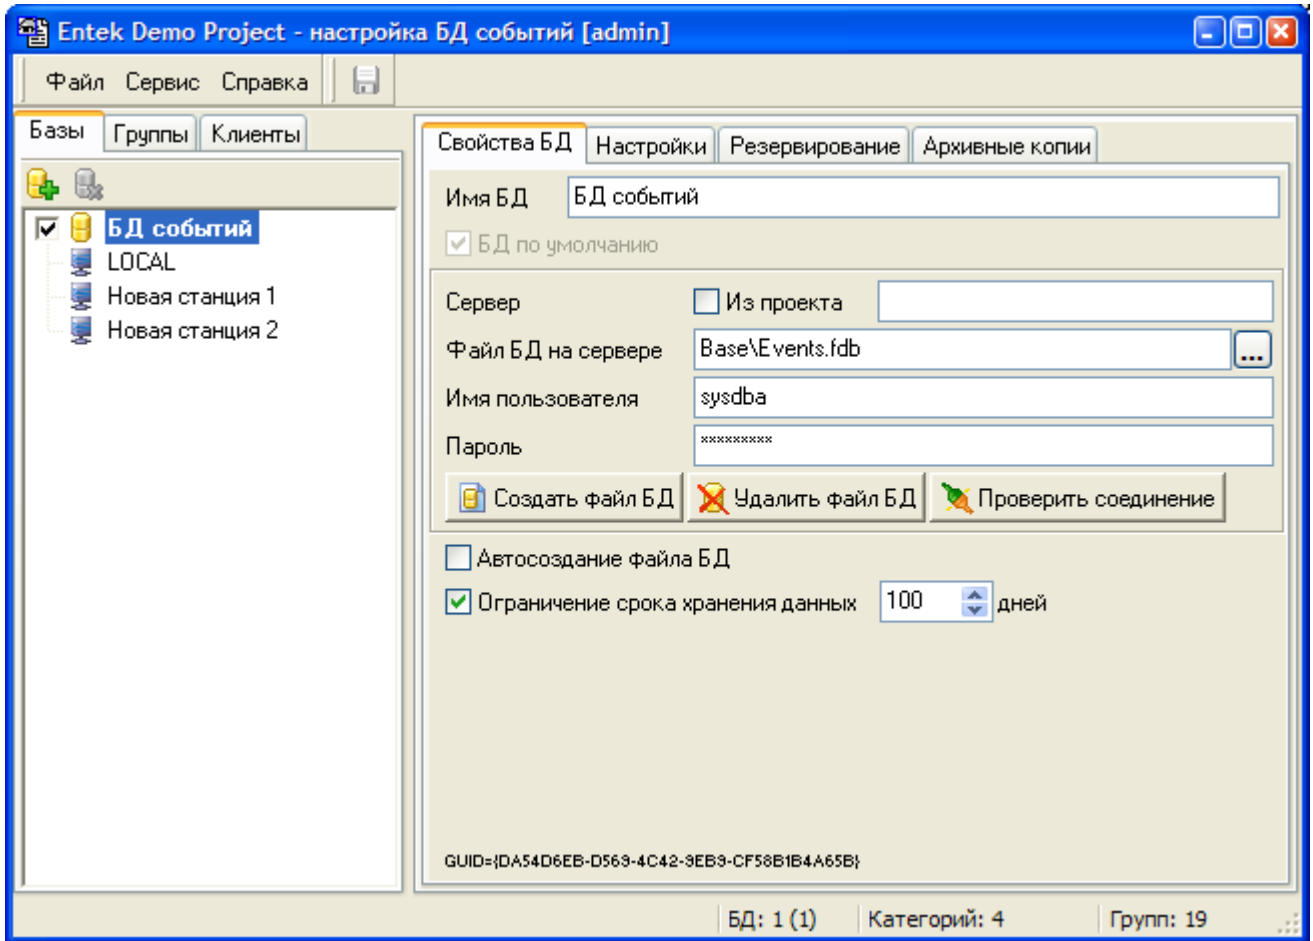 Entek Demo Project - настройка БД событий [admin]
Файл Сервис Справка
Базы Группы Клиенты
БД событий
LOCAL
Новая станция 1
Новая станция 2
Свойства БД Настройки Резервирование Архивные копии
Имя БД БД событий
БД по умолчанию
Сервер Из проекта
Файл БД на сервере Base\Events.fdb ...
Имя пользователя sysdba
Пароль ×××××××××
Создать файл БД Удалить файл БД Проверить соединение
Автосоздание файла БД
Ограничение срока хранения данных 100 дней
GUID={DA54D6EB-D569-4C42-9EB9-CF58B1B4A65B}
БД: 1 (1) Категорий: 4 Групп: 19